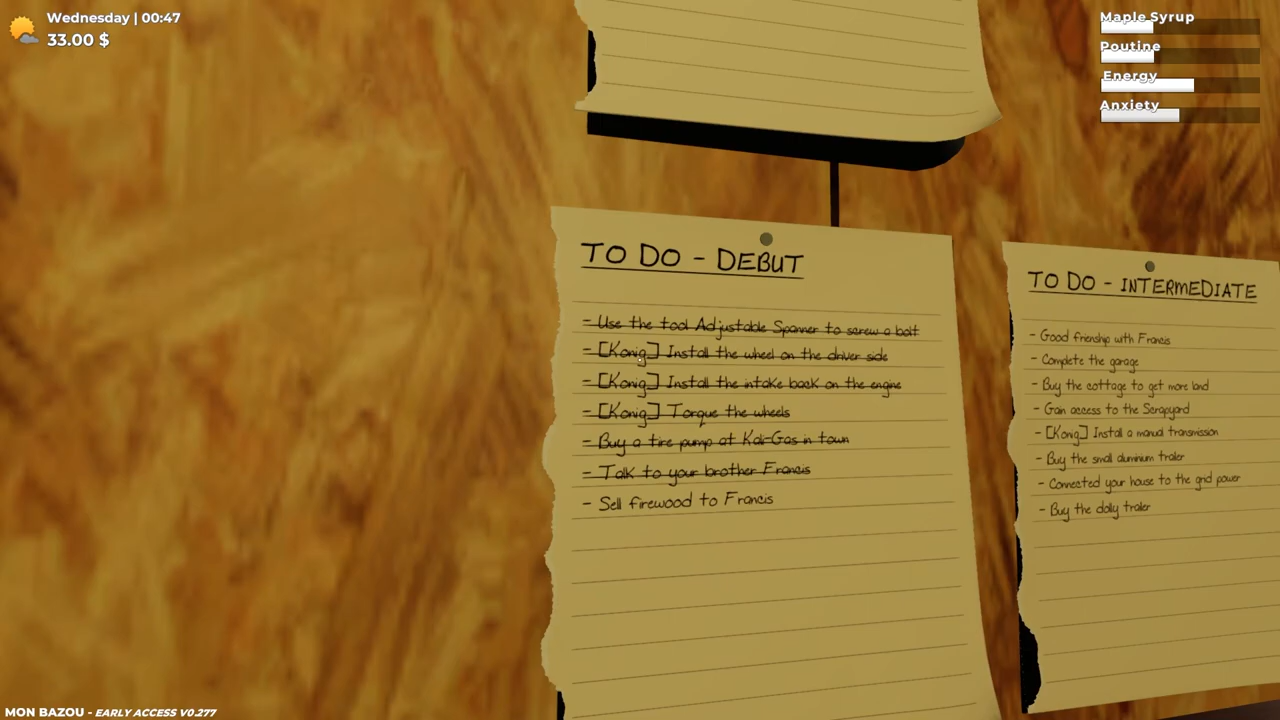 Wednesday | 00:47
33.00 $
Maple Syrup
Poutine
Energy
Anxiety
TO DO - DEBUT
- Use the tool Adjustable Spanner to screw a bolt
- [Konig] Install the wheel on the driver side
- [Konig] Install the intake back on the engine
- [Konig] Torque the wheels
- Buy a tire pump at Kali-Gas in town
- Talk to your brother Francis
- Sell firewood to Francis
TO DO - INTERMEDIATE
- Good frienship with Francis
- Complete the garage
- Buy the cottage to get more land
- Gain access to the Scrapyard
- [Konig] Install a manual transmission
- Buy the small aluminium trailer
- Connected your house to the grid power
- Buy the dolly trailer
MON BAZOU - EARLY ACCESS V0.277